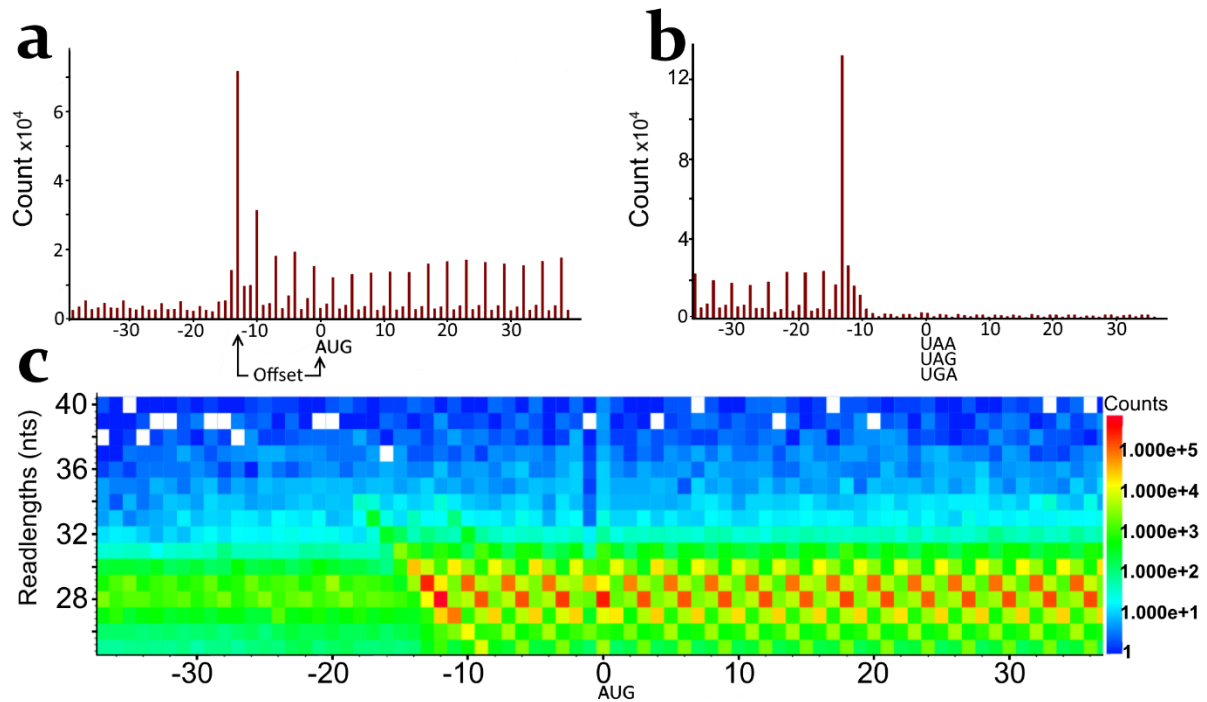 a
Count x10⁴
6
4
2
0
-30 -20 -10 0 10 20 30
AUG
Offset
b
Count x10⁴
12
8
4
0
-30 -20 -10 0 10 20 30
UAA
UAG
UGA
c
Readlengths (nts)
40
36
32
28
-30 -20 -10 0 10 20 30
AUG
Counts
1.000e+5
1.000e+4
1.000e+3
1.000e+2
1.000e+1
1